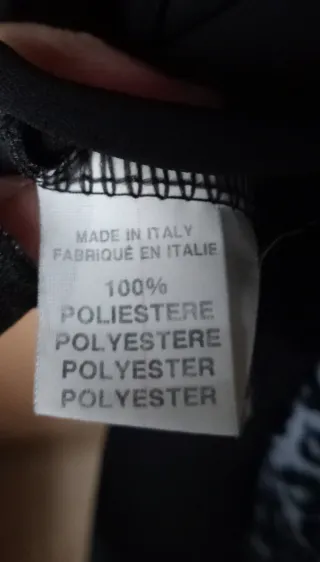 MADE IN ITALY
FABRIQUÉ EN ITALIE
100%
POLIESTERE
POLYESTERE
POLYESTER
POLYESTER